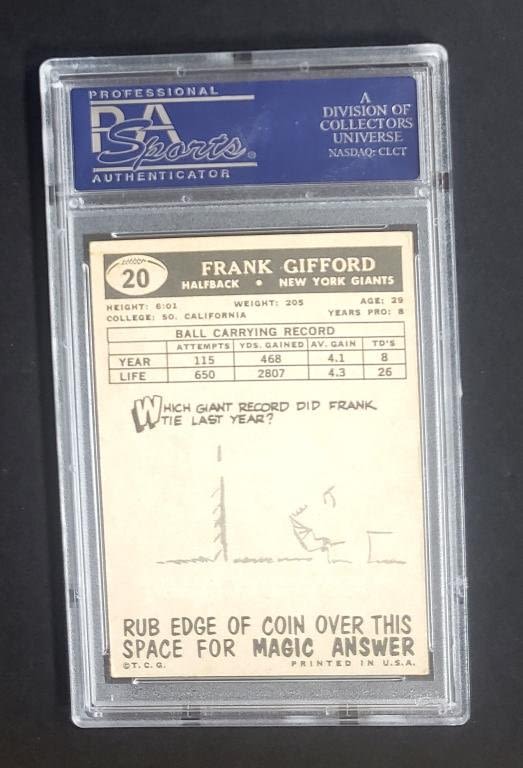 PROFESSIONAL
PSA
Sports®
AUTHENTICATOR
A
DIVISION OF
COLLECTORS
UNIVERSE
NASDAQ: CLCT
20
FRANK GIFFORD
HALFBACK • NEW YORK GIANTS
HEIGHT: 6:01 WEIGHT: 205 AGE: 29
COLLEGE: SO. CALIFORNIA YEARS PRO: 8
BALL CARRYING RECORD
ATTEMPTS YDS. GAINED AV. GAIN TD'S
YEAR 115 468 4.1 8
LIFE 650 2807 4.3 26
WHICH GIANT RECORD DID FRANK
TIE LAST YEAR?
RUB EDGE OF COIN OVER THIS
SPACE FOR MAGIC ANSWER
©T.C.G. PRINTED IN U.S.A.